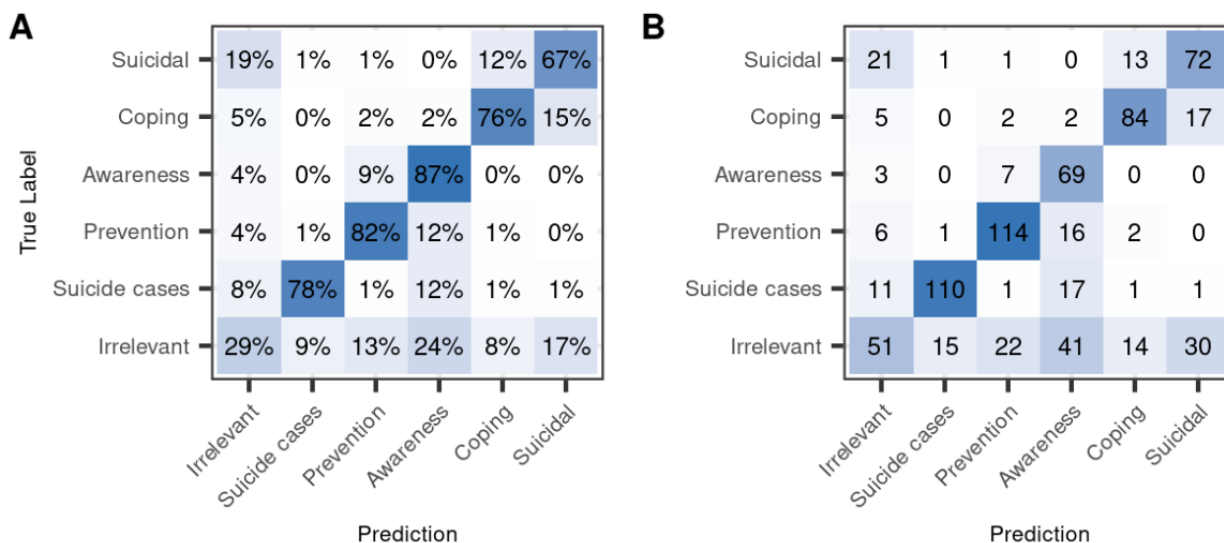 A
True Label
Suicidal 19% 1% 1% 0% 12% 67%
Coping 5% 0% 2% 2% 76% 15%
Awareness 4% 0% 9% 87% 0% 0%
Prevention 4% 1% 82% 12% 1% 0%
Suicide cases 8% 78% 1% 12% 1% 1%
Irrelevant 29% 9% 13% 24% 8% 17%
Irrelevant Suicide cases Prevention Awareness Coping Suicidal
Prediction
B
Suicidal 21 1 1 0 13 72
Coping 5 0 2 2 84 17
Awareness 3 0 7 69 0 0
Prevention 6 1 114 16 2 0
Suicide cases 11 110 1 17 1 1
Irrelevant 51 15 22 41 14 30
Irrelevant Suicide cases Prevention Awareness Coping Suicidal
Prediction